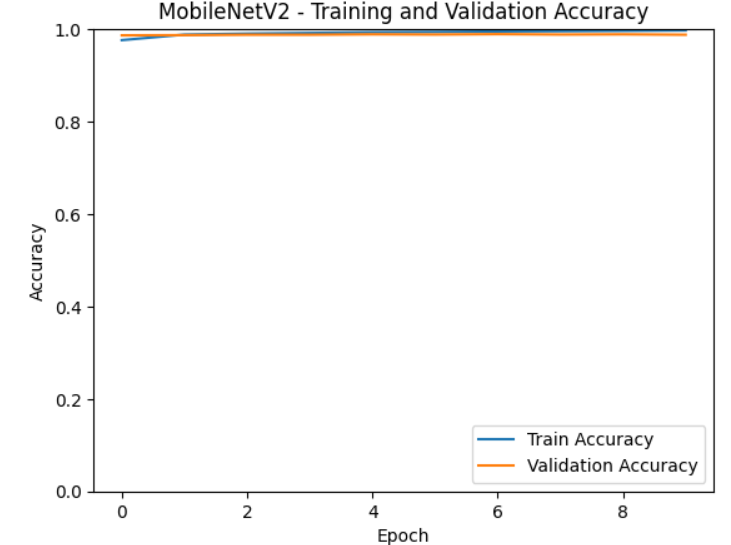 MobileNetV2 - Training and Validation Accuracy
1.0
0.8
0.6
0.4
0.2
0.0
Accuracy
Train Accuracy
Validation Accuracy
0 2 4 6 8
Epoch